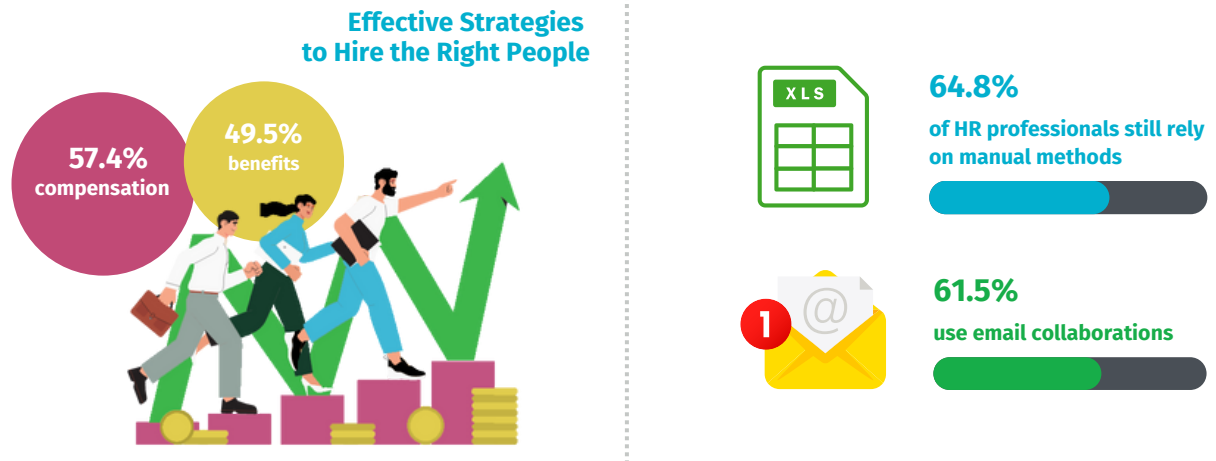 Effective Strategies
to Hire the Right People
57.4%
compensation
49.5%
benefits
XLS
64.8%
of HR professionals still rely
on manual methods
1
@
61.5%
use email collaborations